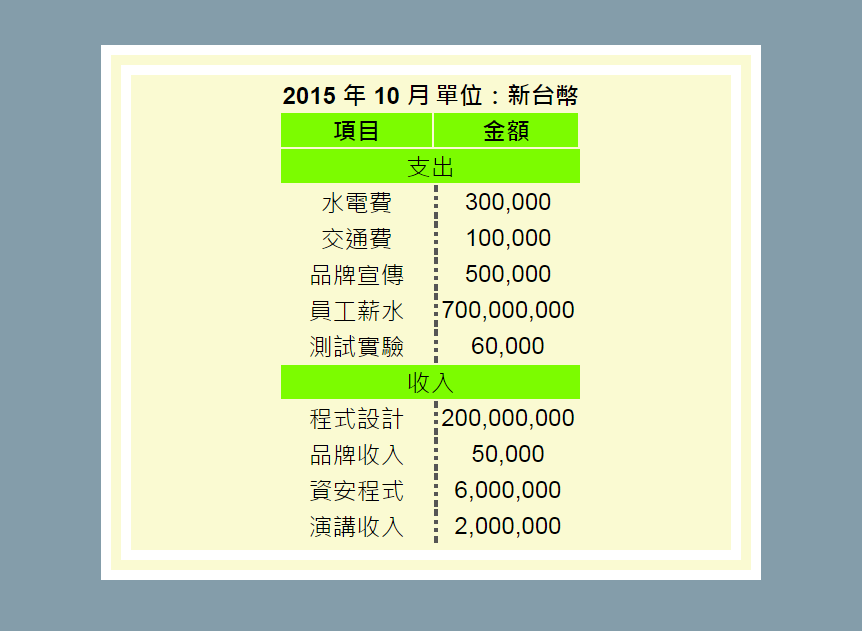 2015 年 10 月 單位：新台幣
項目 金額
支出
水電費 300,000
交通費 100,000
品牌宣傳 500,000
員工薪水 700,000,000
測試實驗 60,000
收入
程式設計 200,000,000
品牌收入 50,000
資安程式 6,000,000
演講收入 2,000,000